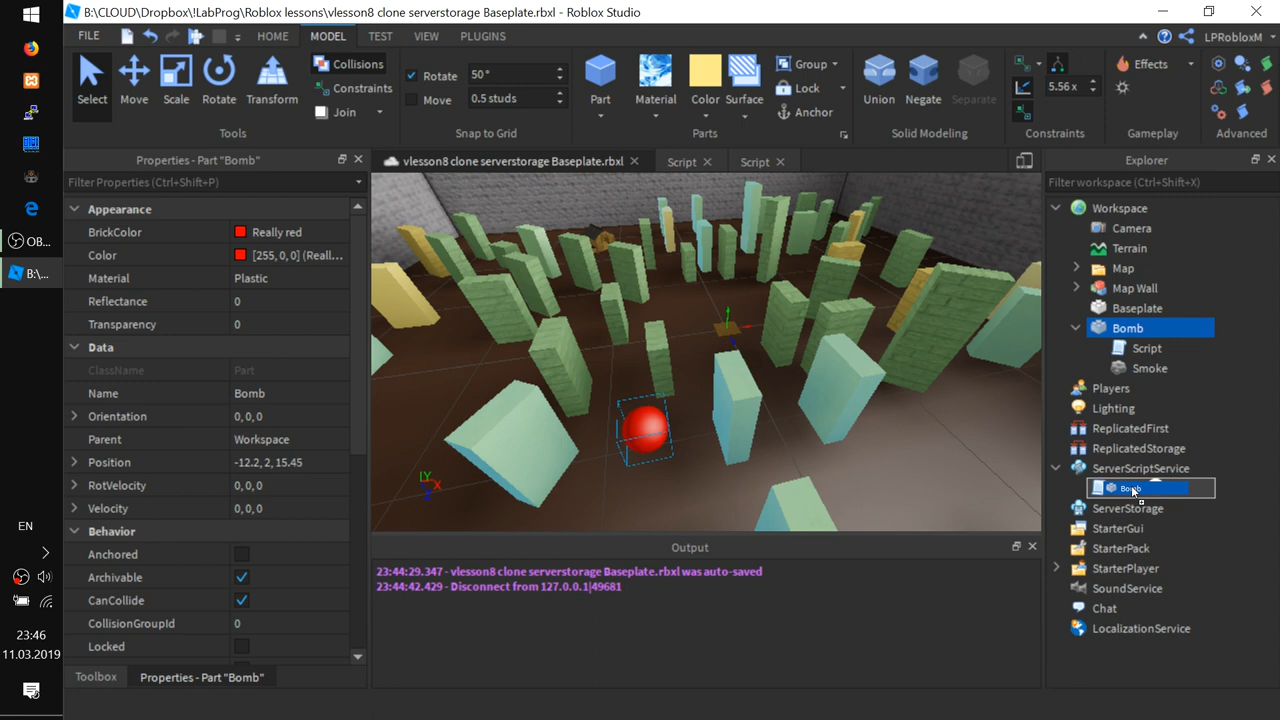 B:\CLOUD\Dropbox\!LabProg\Roblox lessons\vlesson8 clone serverstorage Baseplate.rbxl - Roblox Studio
FILE
HOME
MODEL
TEST
VIEW
PLUGINS
LPRobloxM
Select
Move
Scale
Rotate
Transform
Collisions
Constraints
Join
Tools
Rotate
50°
Move
0.5 studs
Snap to Grid
Part
Material
Color
Surface
Group
Lock
Anchor
Parts
Union
Negate
Separate
Solid Modeling
5.56 x
Constraints
Effects
Gameplay
Advanced
Properties - Part "Bomb"
Filter Properties (Ctrl+Shift+P)
Appearance
BrickColor Really red
Color [255, 0, 0] (Reall...
Material Plastic
Reflectance 0
Transparency 0
Data
ClassName Part
Name Bomb
Orientation 0, 0, 0
Parent Workspace
Position -12.2, 2, 15.45
RotVelocity 0, 0, 0
Velocity 0, 0, 0
Behavior
Anchored
Archivable
CanCollide
CollisionGroupId 0
Locked
Toolbox
Properties - Part "Bomb"
vlesson8 clone serverstorage Baseplate.rbxl
Script
Script
Y
X
Output
23:44:29.347 - vlesson8 clone serverstorage Baseplate.rbxl was auto-saved
23:44:42.429 - Disconnect from 127.0.0.1|49681
Explorer
Filter workspace (Ctrl+Shift+X)
Workspace
Camera
Terrain
Map
Map Wall
Baseplate
Bomb
Script
Smoke
Players
Lighting
ReplicatedFirst
ReplicatedStorage
ServerScriptService
Bomb
ServerStorage
StarterGui
StarterPack
StarterPlayer
SoundService
Chat
LocalizationService
OB...
B:\...
EN
23:46
11.03.2019